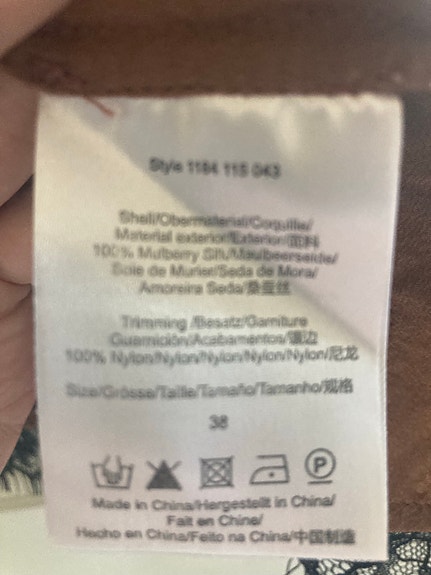 Style 1184 115 043
Shell/Obermaterial/Coquille/
Material exterior/Exterior/面料
100% Mulberry Silk/Maulbeerseide/
Soie de Murier/Seda de Mora/
Amoreira Seda/桑蚕丝
Trimming /Besatz/Garniture
Guarnición/Acabamentos/镶边
100% Nylon/Nylon/Nylon/Nylon/Nylon/尼龙
Size/Grösse/Taille/Tamaño/Tamanho/规格
38
P
Made in China/Hergestellt in China/
Fait en Chine/
Hecho en China/Feito na China/中国制造